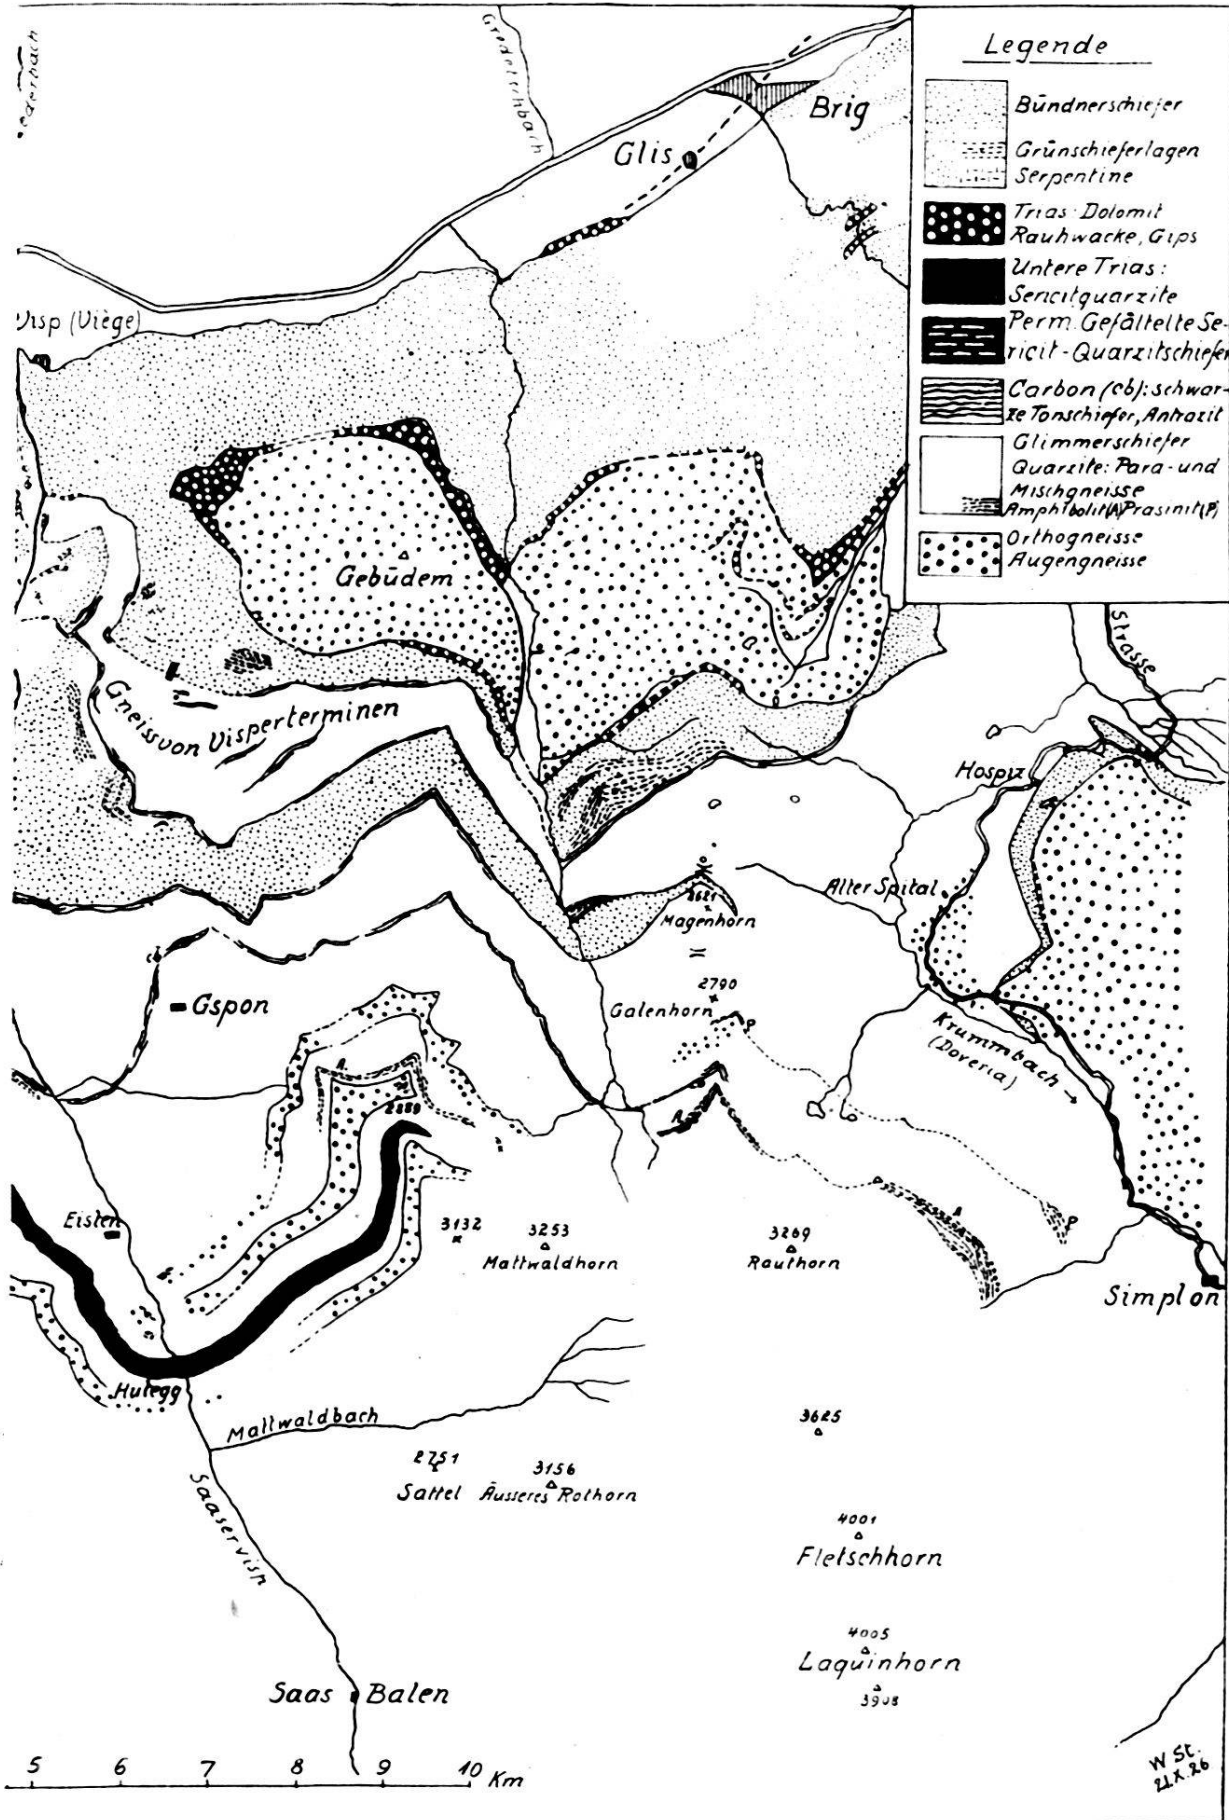 Legende
Bündnerschiefer
Grünschieferlagen
Serpentine
Trias: Dolomit
Rauhwacke, Gips
Untere Trias:
Sericitquarzite
Perm. Gefältelte Se-
ricit-Quarzitschiefer
Carbon (cb): schwar-
ze Tonschiefer, Antrazit
Glimmerschiefer
Quarzite: Para- und
Mischgneisse
Amphibolit (A) Prasinit (P)
Orthogneisse
Augengneisse
Gredetschbach
Brig
Glis
Visp (Viège)
Gebüdem
Strasse
Gneiss von Visperterminen
Hospiz
Alter Spital
Magenhorn
2790
Galenhorn
P
Gspon
Krummbach
(Doveria)
A.
2889
A
Eisten
3132
3253
Mattwaldhorn
3269
Rauthorn
A
P
Simplon
Hutegg
Mattwaldbach
3625
2751
Sattel
3156
Äusseres Rothorn
Saaservisp
4001
Fletschhorn
4005
Laquinhorn
3908
Saas Balen
5 6 7 8 9 10 Km
W St.
21.X.26